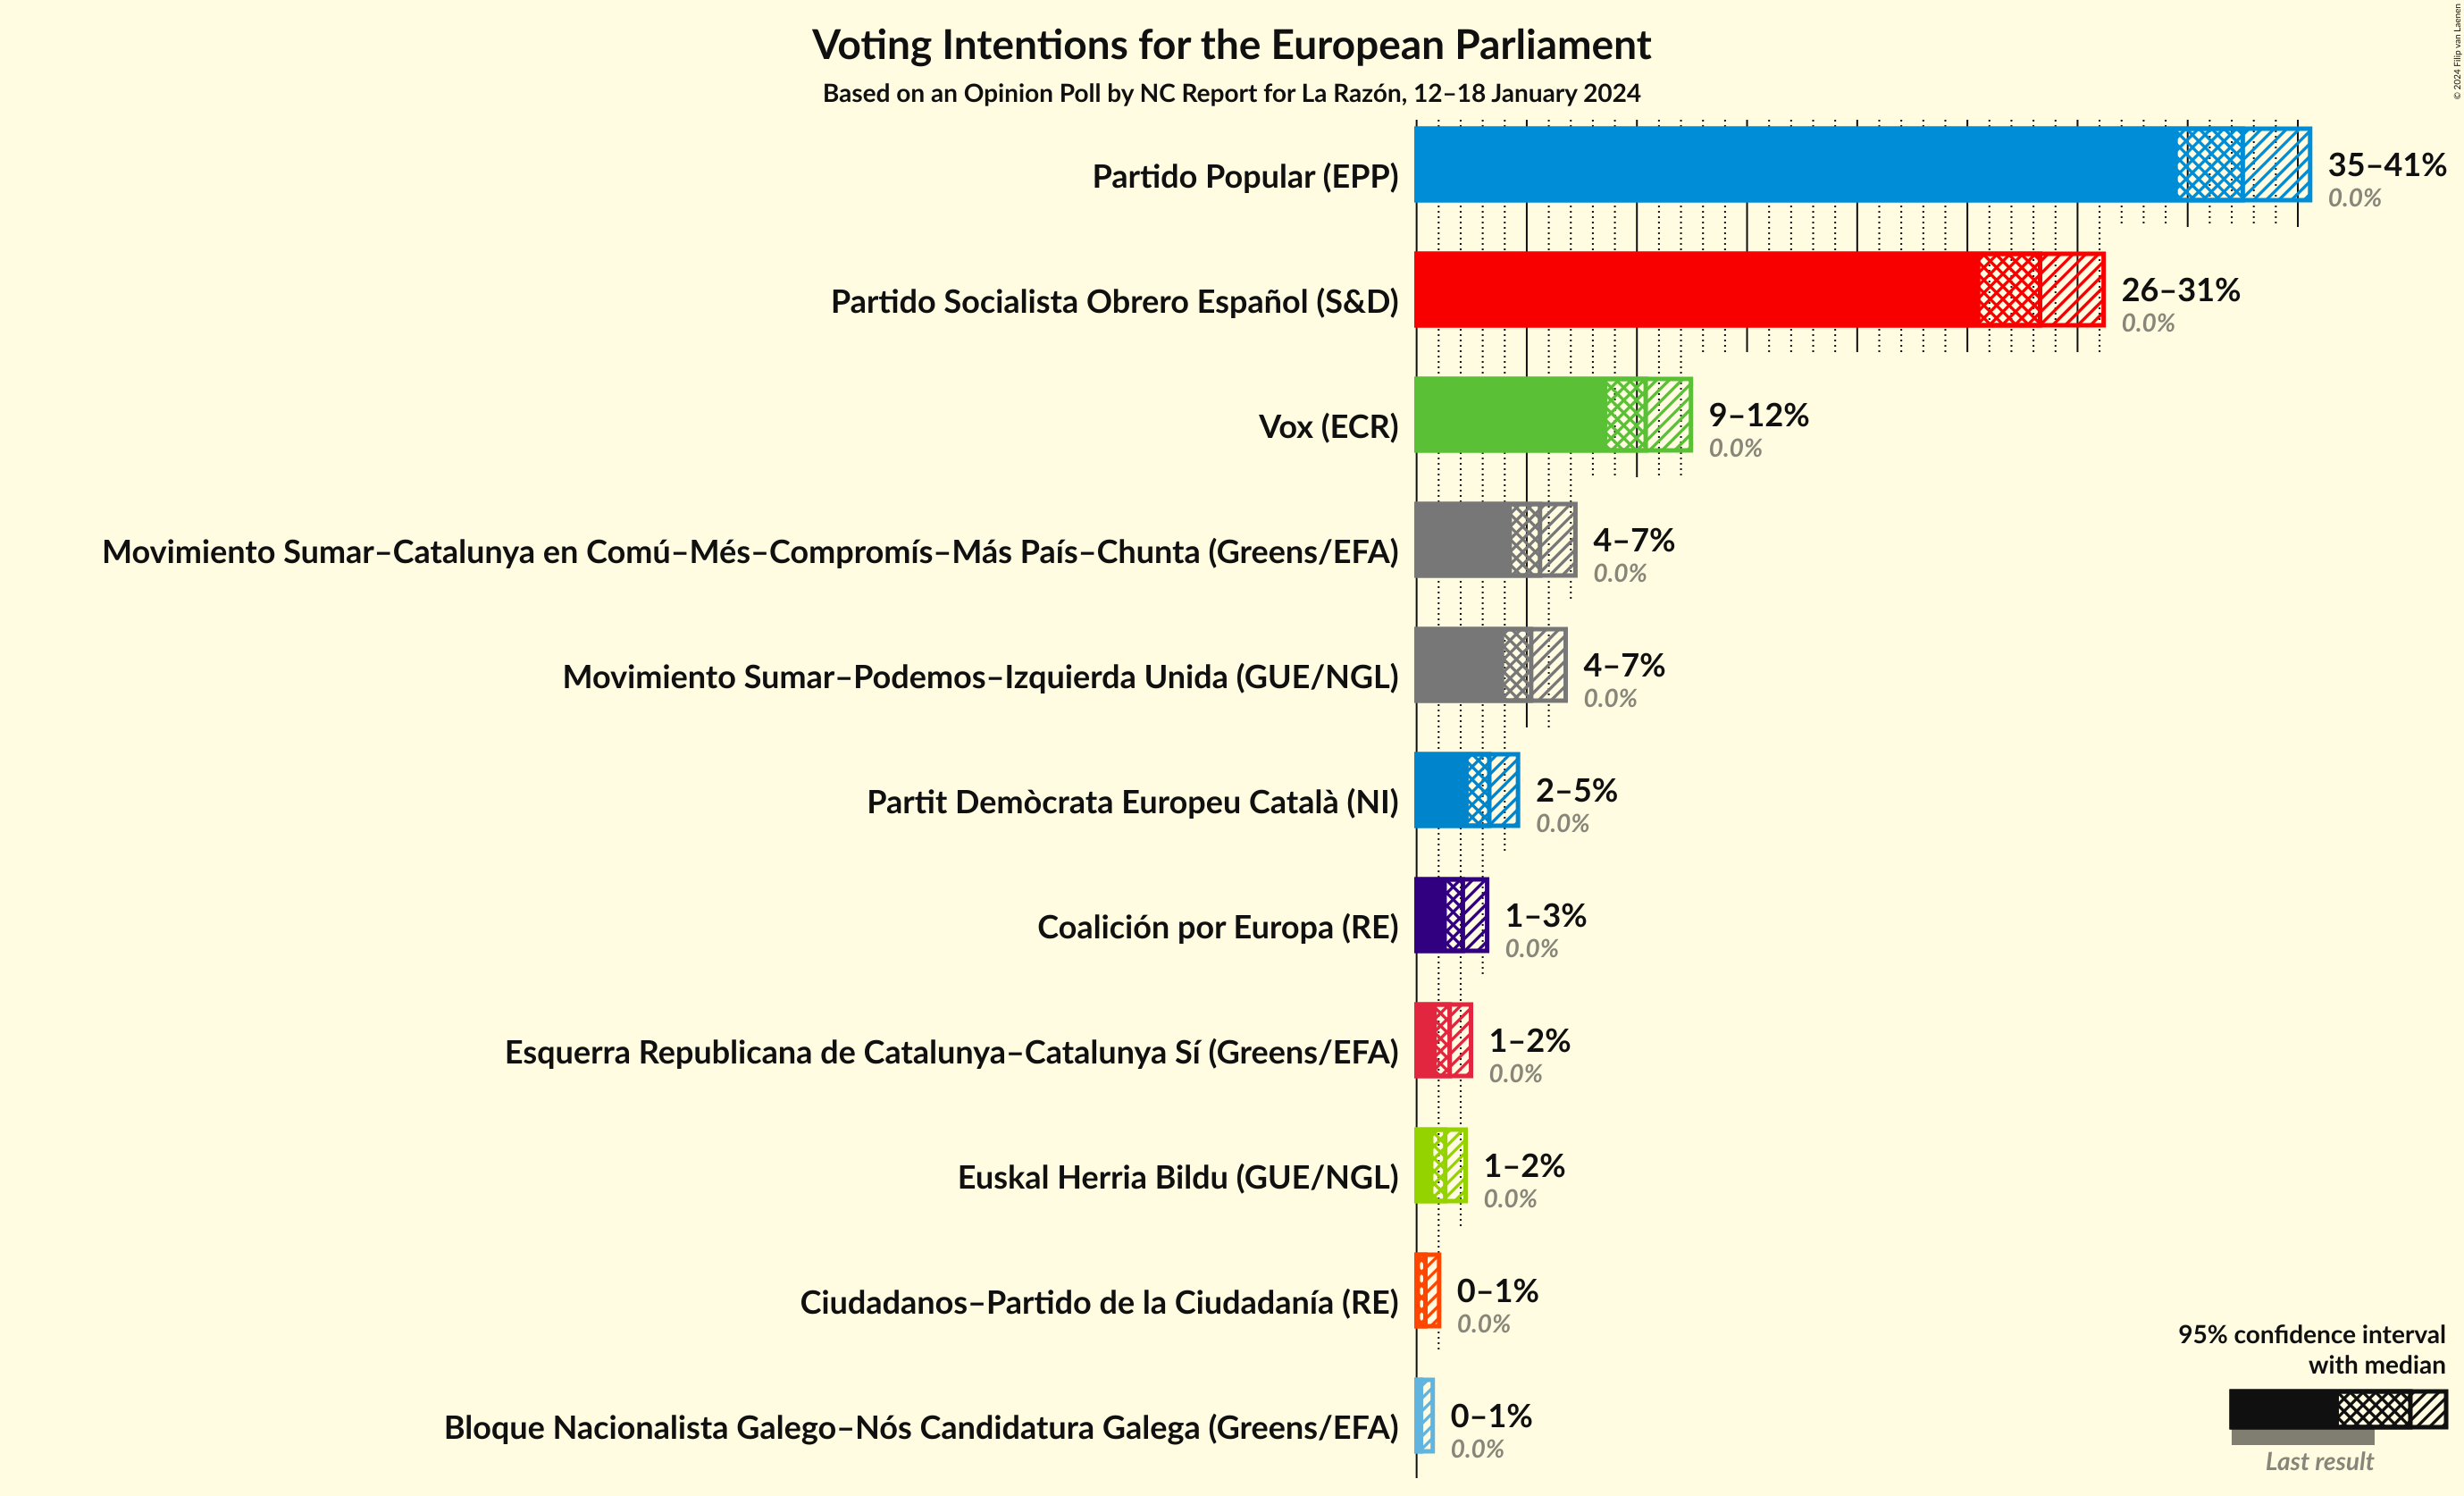 Voting Intentions for the European Parliament
Based on an Opinion Poll by NC Report for La Razón, 12–18 January 2024
© 2024 Filip van Laenen
Partido Popular (EPP)
35–41%
0.0%
Partido Socialista Obrero Español (S&D)
26–31%
0.0%
Vox (ECR)
9–12%
0.0%
Movimiento Sumar–Catalunya en Comú–Més–Compromís–Más País–Chunta (Greens/EFA)
4–7%
0.0%
Movimiento Sumar–Podemos–Izquierda Unida (GUE/NGL)
4–7%
0.0%
Partit Demòcrata Europeu Català (NI)
2–5%
0.0%
Coalición por Europa (RE)
1–3%
0.0%
Esquerra Republicana de Catalunya–Catalunya Sí (Greens/EFA)
1–2%
0.0%
Euskal Herria Bildu (GUE/NGL)
1–2%
0.0%
Ciudadanos–Partido de la Ciudadanía (RE)
0–1%
0.0%
Bloque Nacionalista Galego–Nós Candidatura Galega (Greens/EFA)
0–1%
0.0%
95% confidence interval
with median
Last result